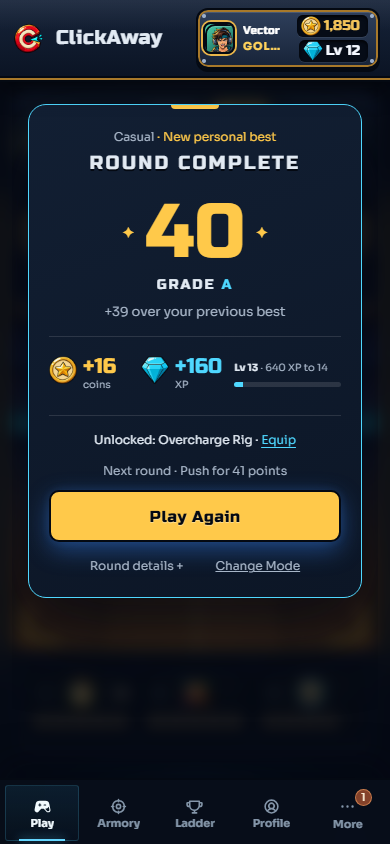 ClickAway
Vector
GOL...
1,850
Lv 12
Casual · New personal best
ROUND COMPLETE
40
GRADE A
+39 over your previous best
+16
coins
+160
XP
Lv 13 · 640 XP to 14
Unlocked: Overcharge Rig · Equip
Next round · Push for 41 points
Play Again
Round details +
Change Mode
Play
Armory
Ladder
Profile
1
More